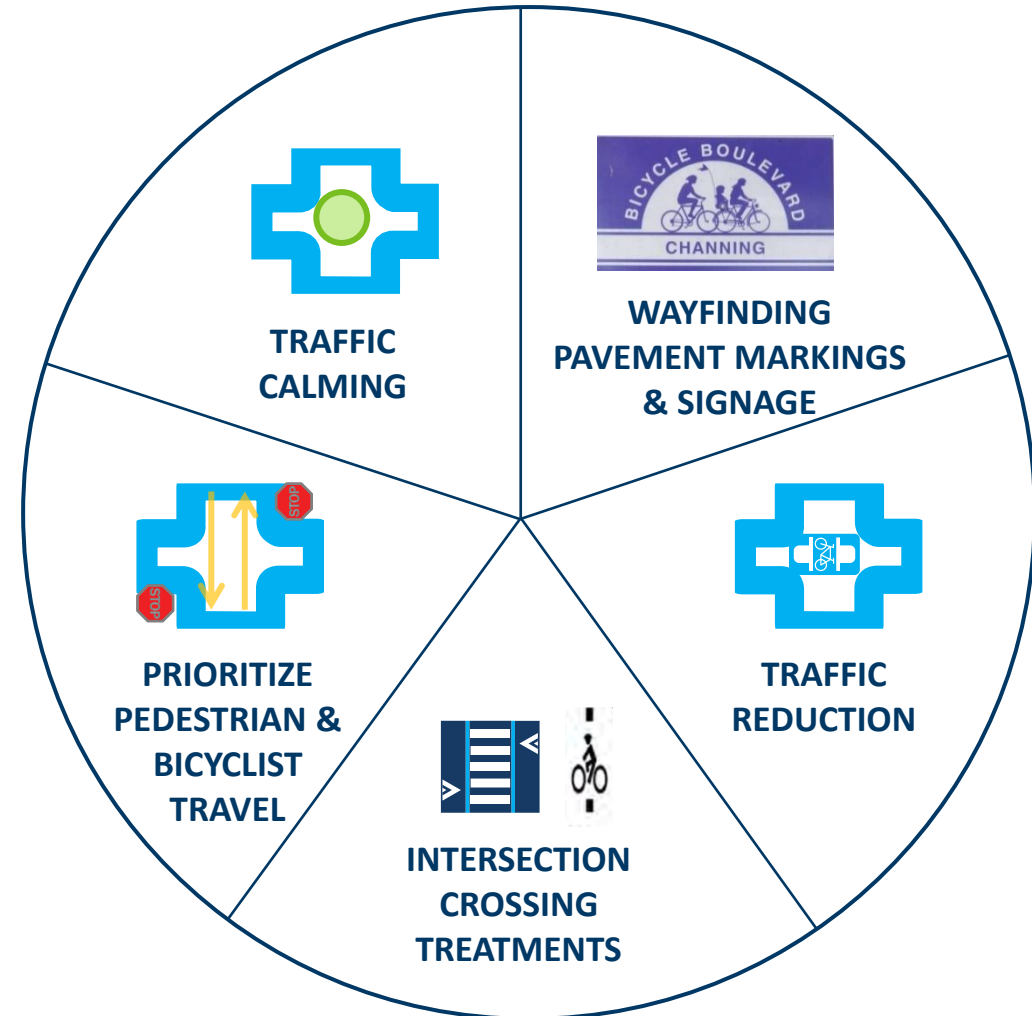 BICYCLE BOULEVARD
CHANNING
WAYFINDING
PAVEMENT MARKINGS
& SIGNAGE
TRAFFIC
CALMING
STOP
STOP
PRIORITIZE
PEDESTRIAN &
BICYCLIST
TRAVEL
TRAFFIC
REDUCTION
INTERSECTION
CROSSING
TREATMENTS